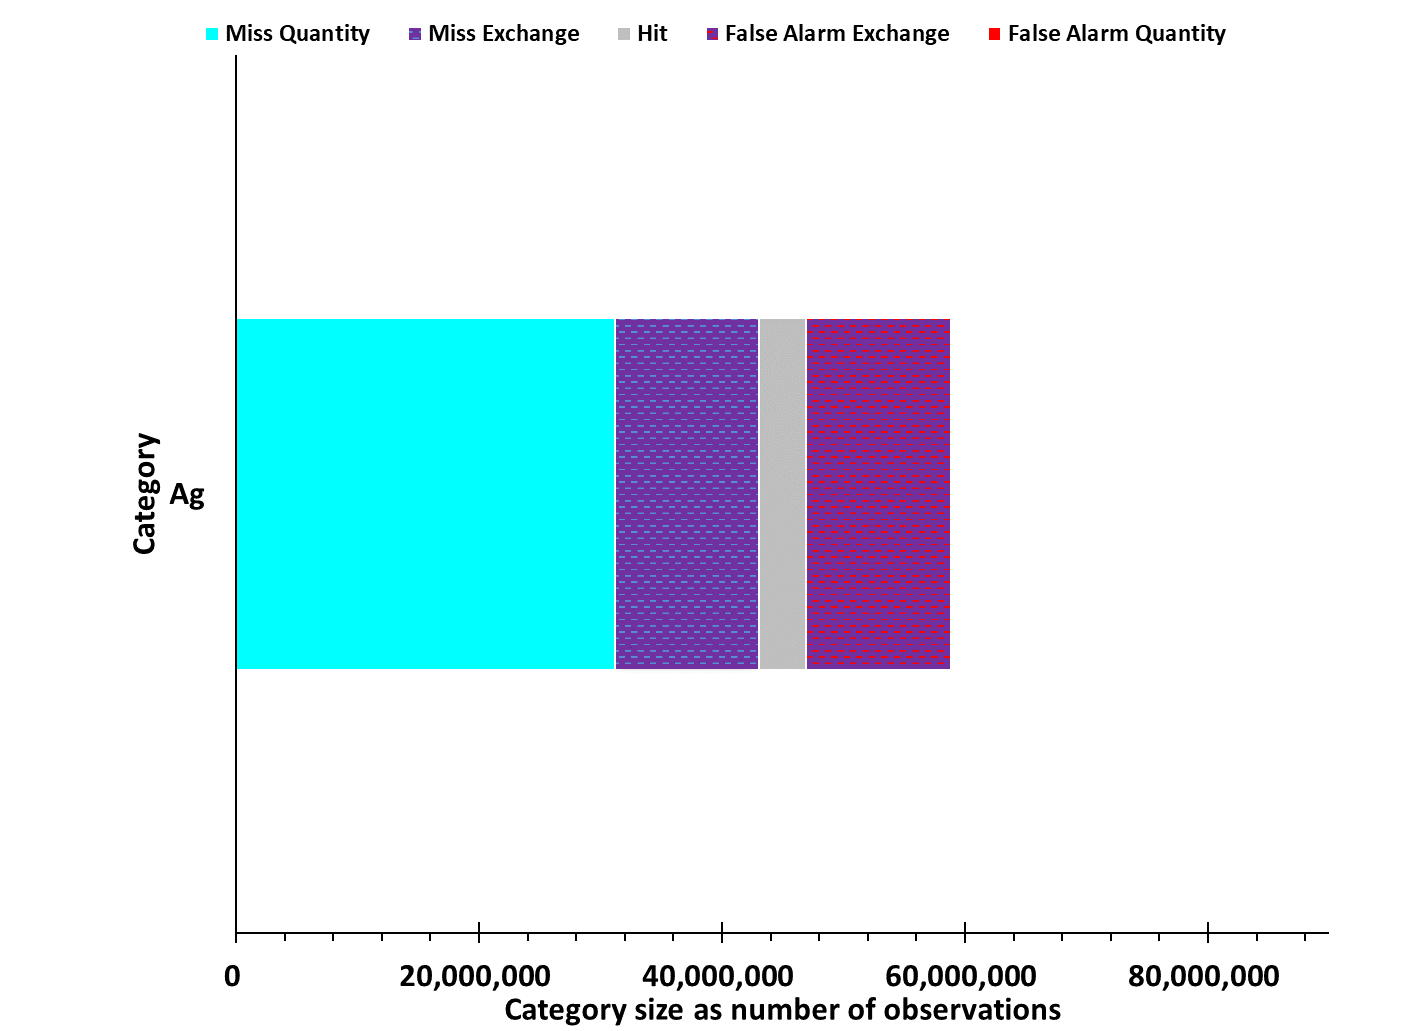 Miss Quantity Miss Exchange Hit False Alarm Exchange False Alarm Quantity
Category
Ag
0 20,000,000 40,000,000 60,000,000 80,000,000
Category size as number of observations